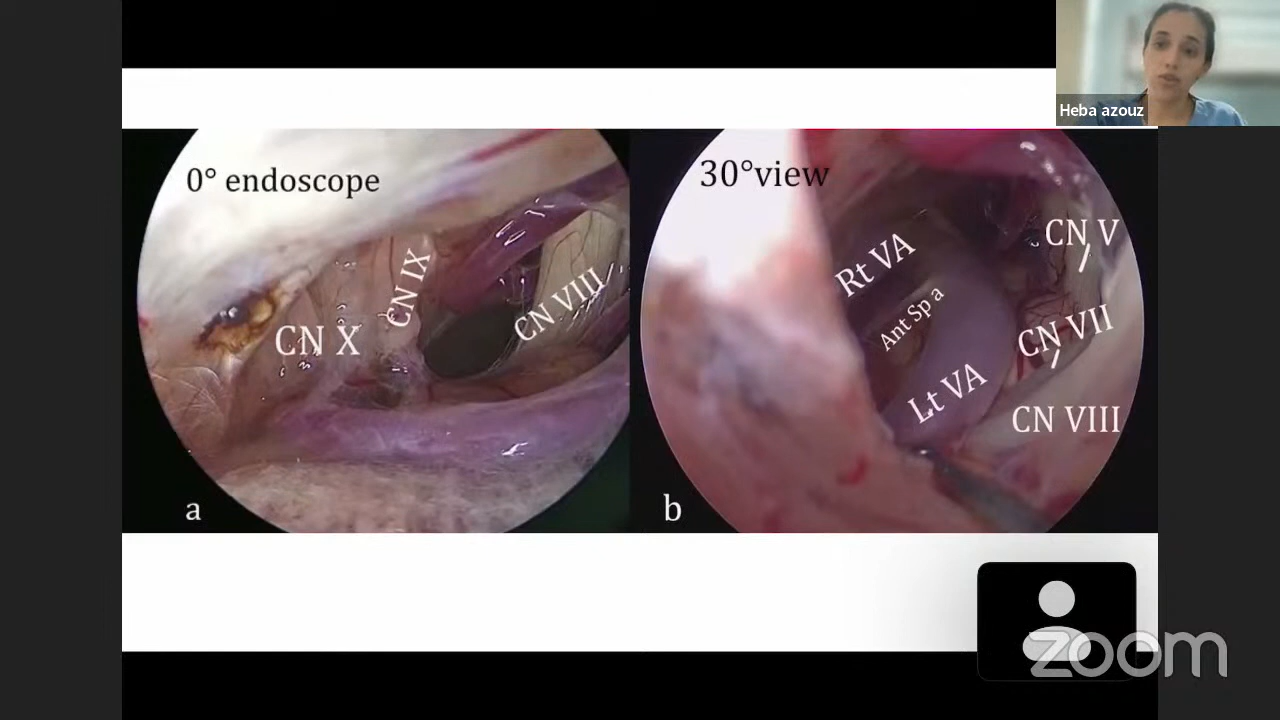 Heba azouz
0° endoscope
CN X
CN IX
CN VIII
a
30°view
Rt VA
Ant Sp a
Lt VA
CN V
CN VII
CN VIII
b
zoom